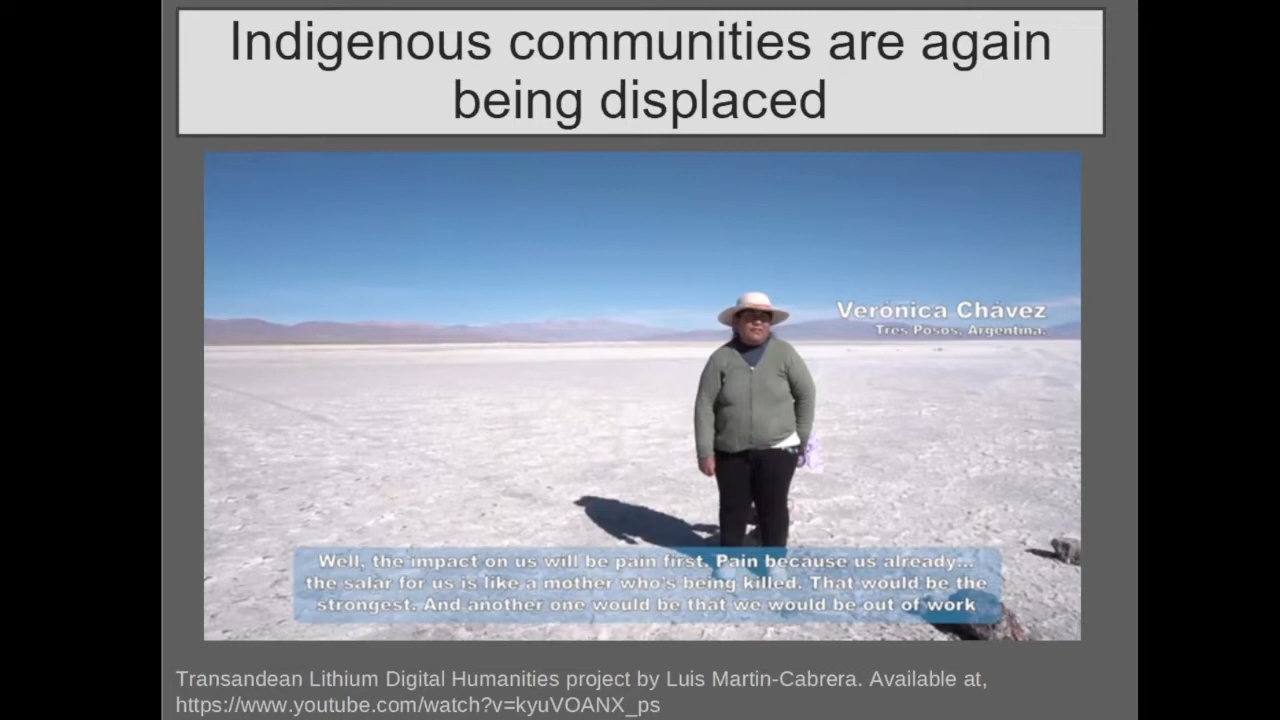 Indigenous communities are again
being displaced
Verónica Chávez
Tres Posos, Argentina.
Well, the impact on us will be pain first. Pain because us already...
the salar for us is like a mother who's being killed. That would be the
strongest. And another one would be that we would be out of work
Transandean Lithium Digital Humanities project by Luis Martin-Cabrera. Available at,
https://www.youtube.com/watch?v=kyuVOANX_ps